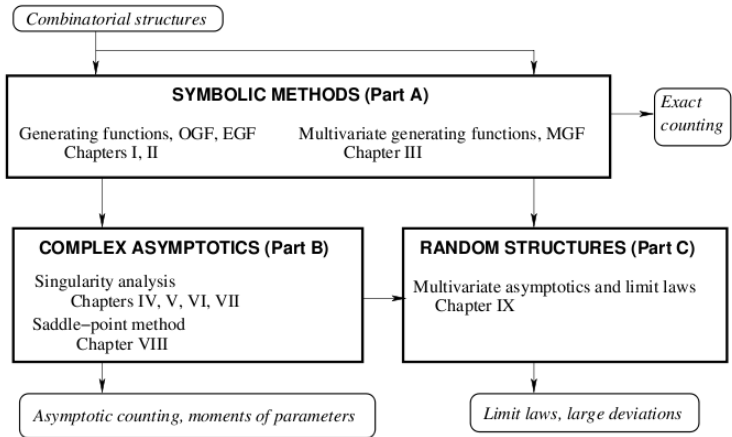 Combinatorial structures
SYMBOLIC METHODS (Part A)
Generating functions, OGF, EGF
Chapters I, II
Multivariate generating functions, MGF
Chapter III
Exact
counting
COMPLEX ASYMPTOTICS (Part B)
Singularity analysis
Chapters IV, V, VI, VII
Saddle−point method
Chapter VIII
RANDOM STRUCTURES (Part C)
Multivariate asymptotics and limit laws
Chapter IX
Asymptotic counting, moments of parameters
Limit laws, large deviations